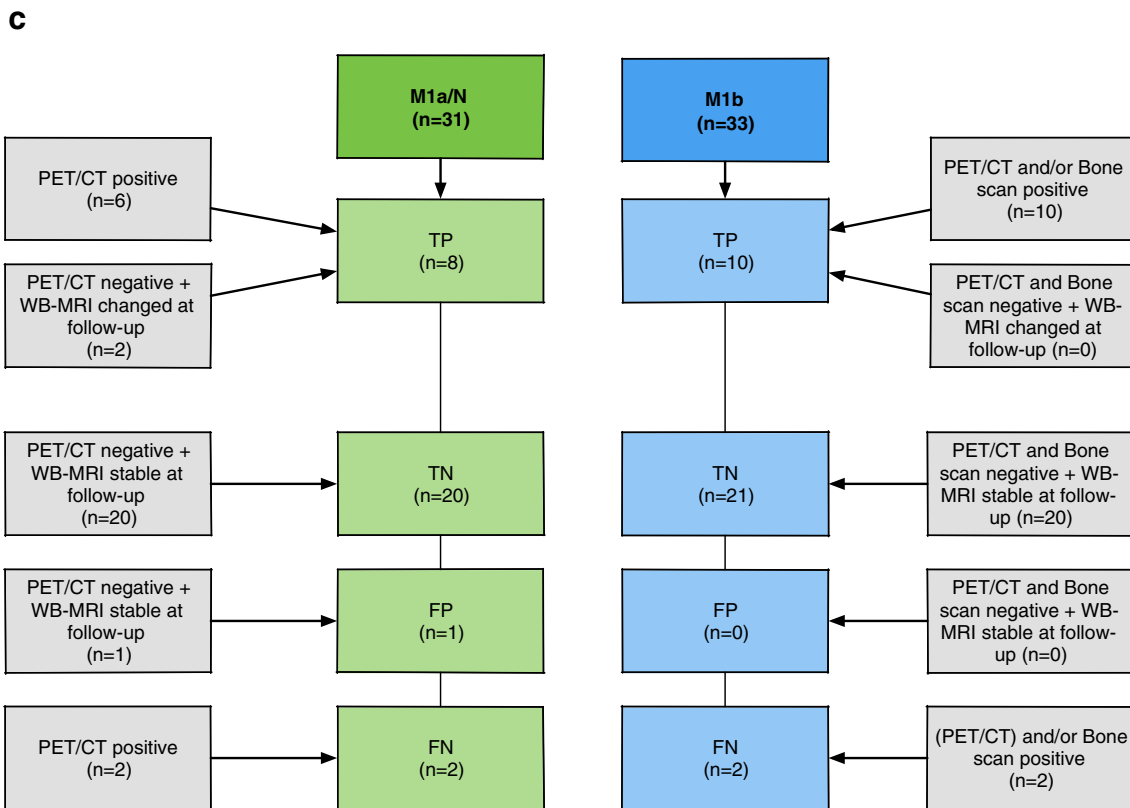 c
M1a/N
(n=31)
M1b
(n=33)
PET/CT positive
(n=6)
TP
(n=8)
TP
(n=10)
PET/CT and/or Bone
scan positive
(n=10)
PET/CT negative +
WB-MRI changed at
follow-up
(n=2)
PET/CT and Bone
scan negative + WB-
MRI changed at
follow-up (n=0)
PET/CT negative +
WB-MRI stable at
follow-up
(n=20)
TN
(n=20)
TN
(n=21)
PET/CT and Bone
scan negative + WB-
MRI stable at follow-
up (n=20)
PET/CT negative +
WB-MRI stable at
follow-up
(n=1)
FP
(n=1)
FP
(n=0)
PET/CT and Bone
scan negative + WB-
MRI stable at follow-
up (n=0)
PET/CT positive
(n=2)
FN
(n=2)
FN
(n=2)
(PET/CT) and/or Bone
scan positive
(n=2)